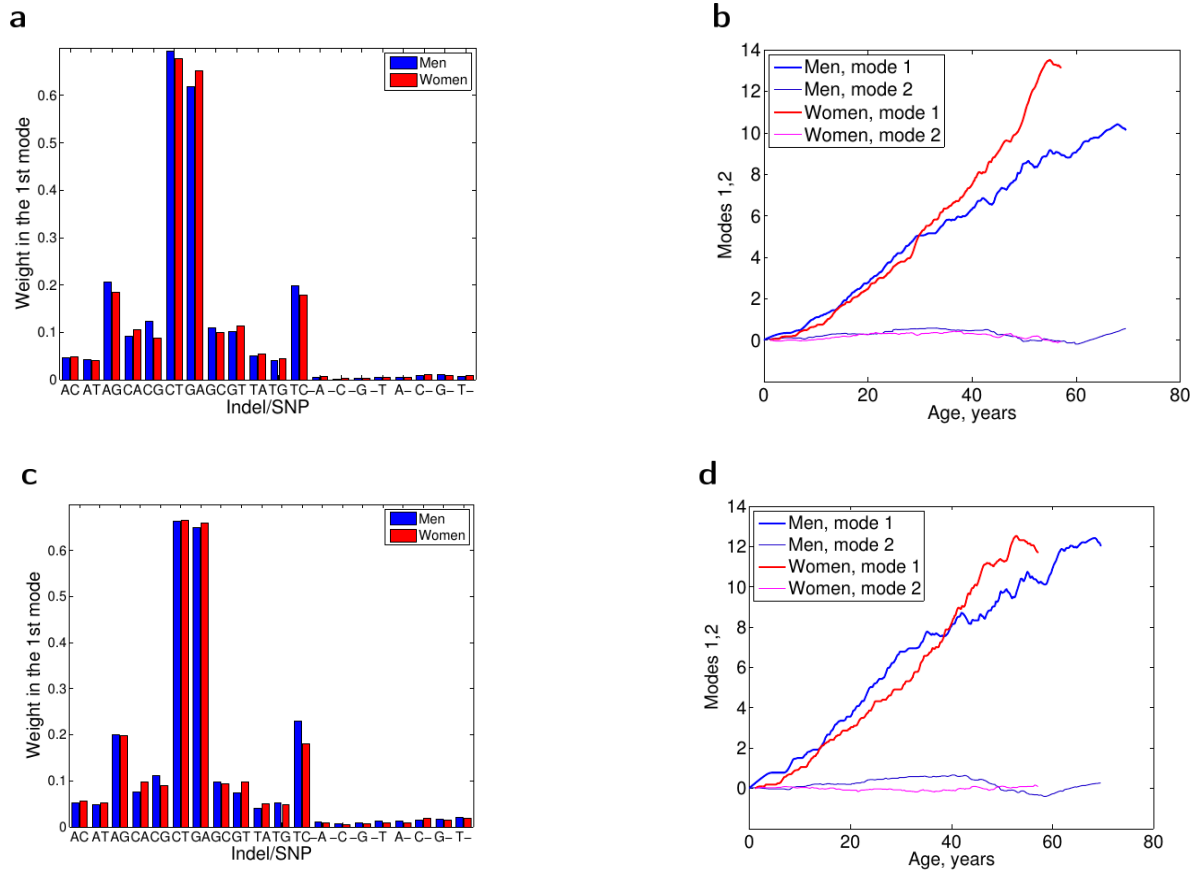 a
Men
Women
Weight in the 1st mode
0.6
0.5
0.4
0.3
0.2
0.1
0
AC AT AG CA CG CT GA GC GT TA TG TC –A –C –G –T A– C– G– T–
Indel/SNP
b
Men, mode 1
Men, mode 2
Women, mode 1
Women, mode 2
Modes 1,2
14
12
10
8
6
4
2
0
0 20 40 60 80
Age, years
c
Men
Women
Weight in the 1st mode
0.6
0.5
0.4
0.3
0.2
0.1
0
AC AT AG CA CG CT GA GC GT TA TG TC –A –C –G –T A– C– G– T–
Indel/SNP
d
Men, mode 1
Men, mode 2
Women, mode 1
Women, mode 2
Modes 1,2
14
12
10
8
6
4
2
0
0 20 40 60 80
Age, years